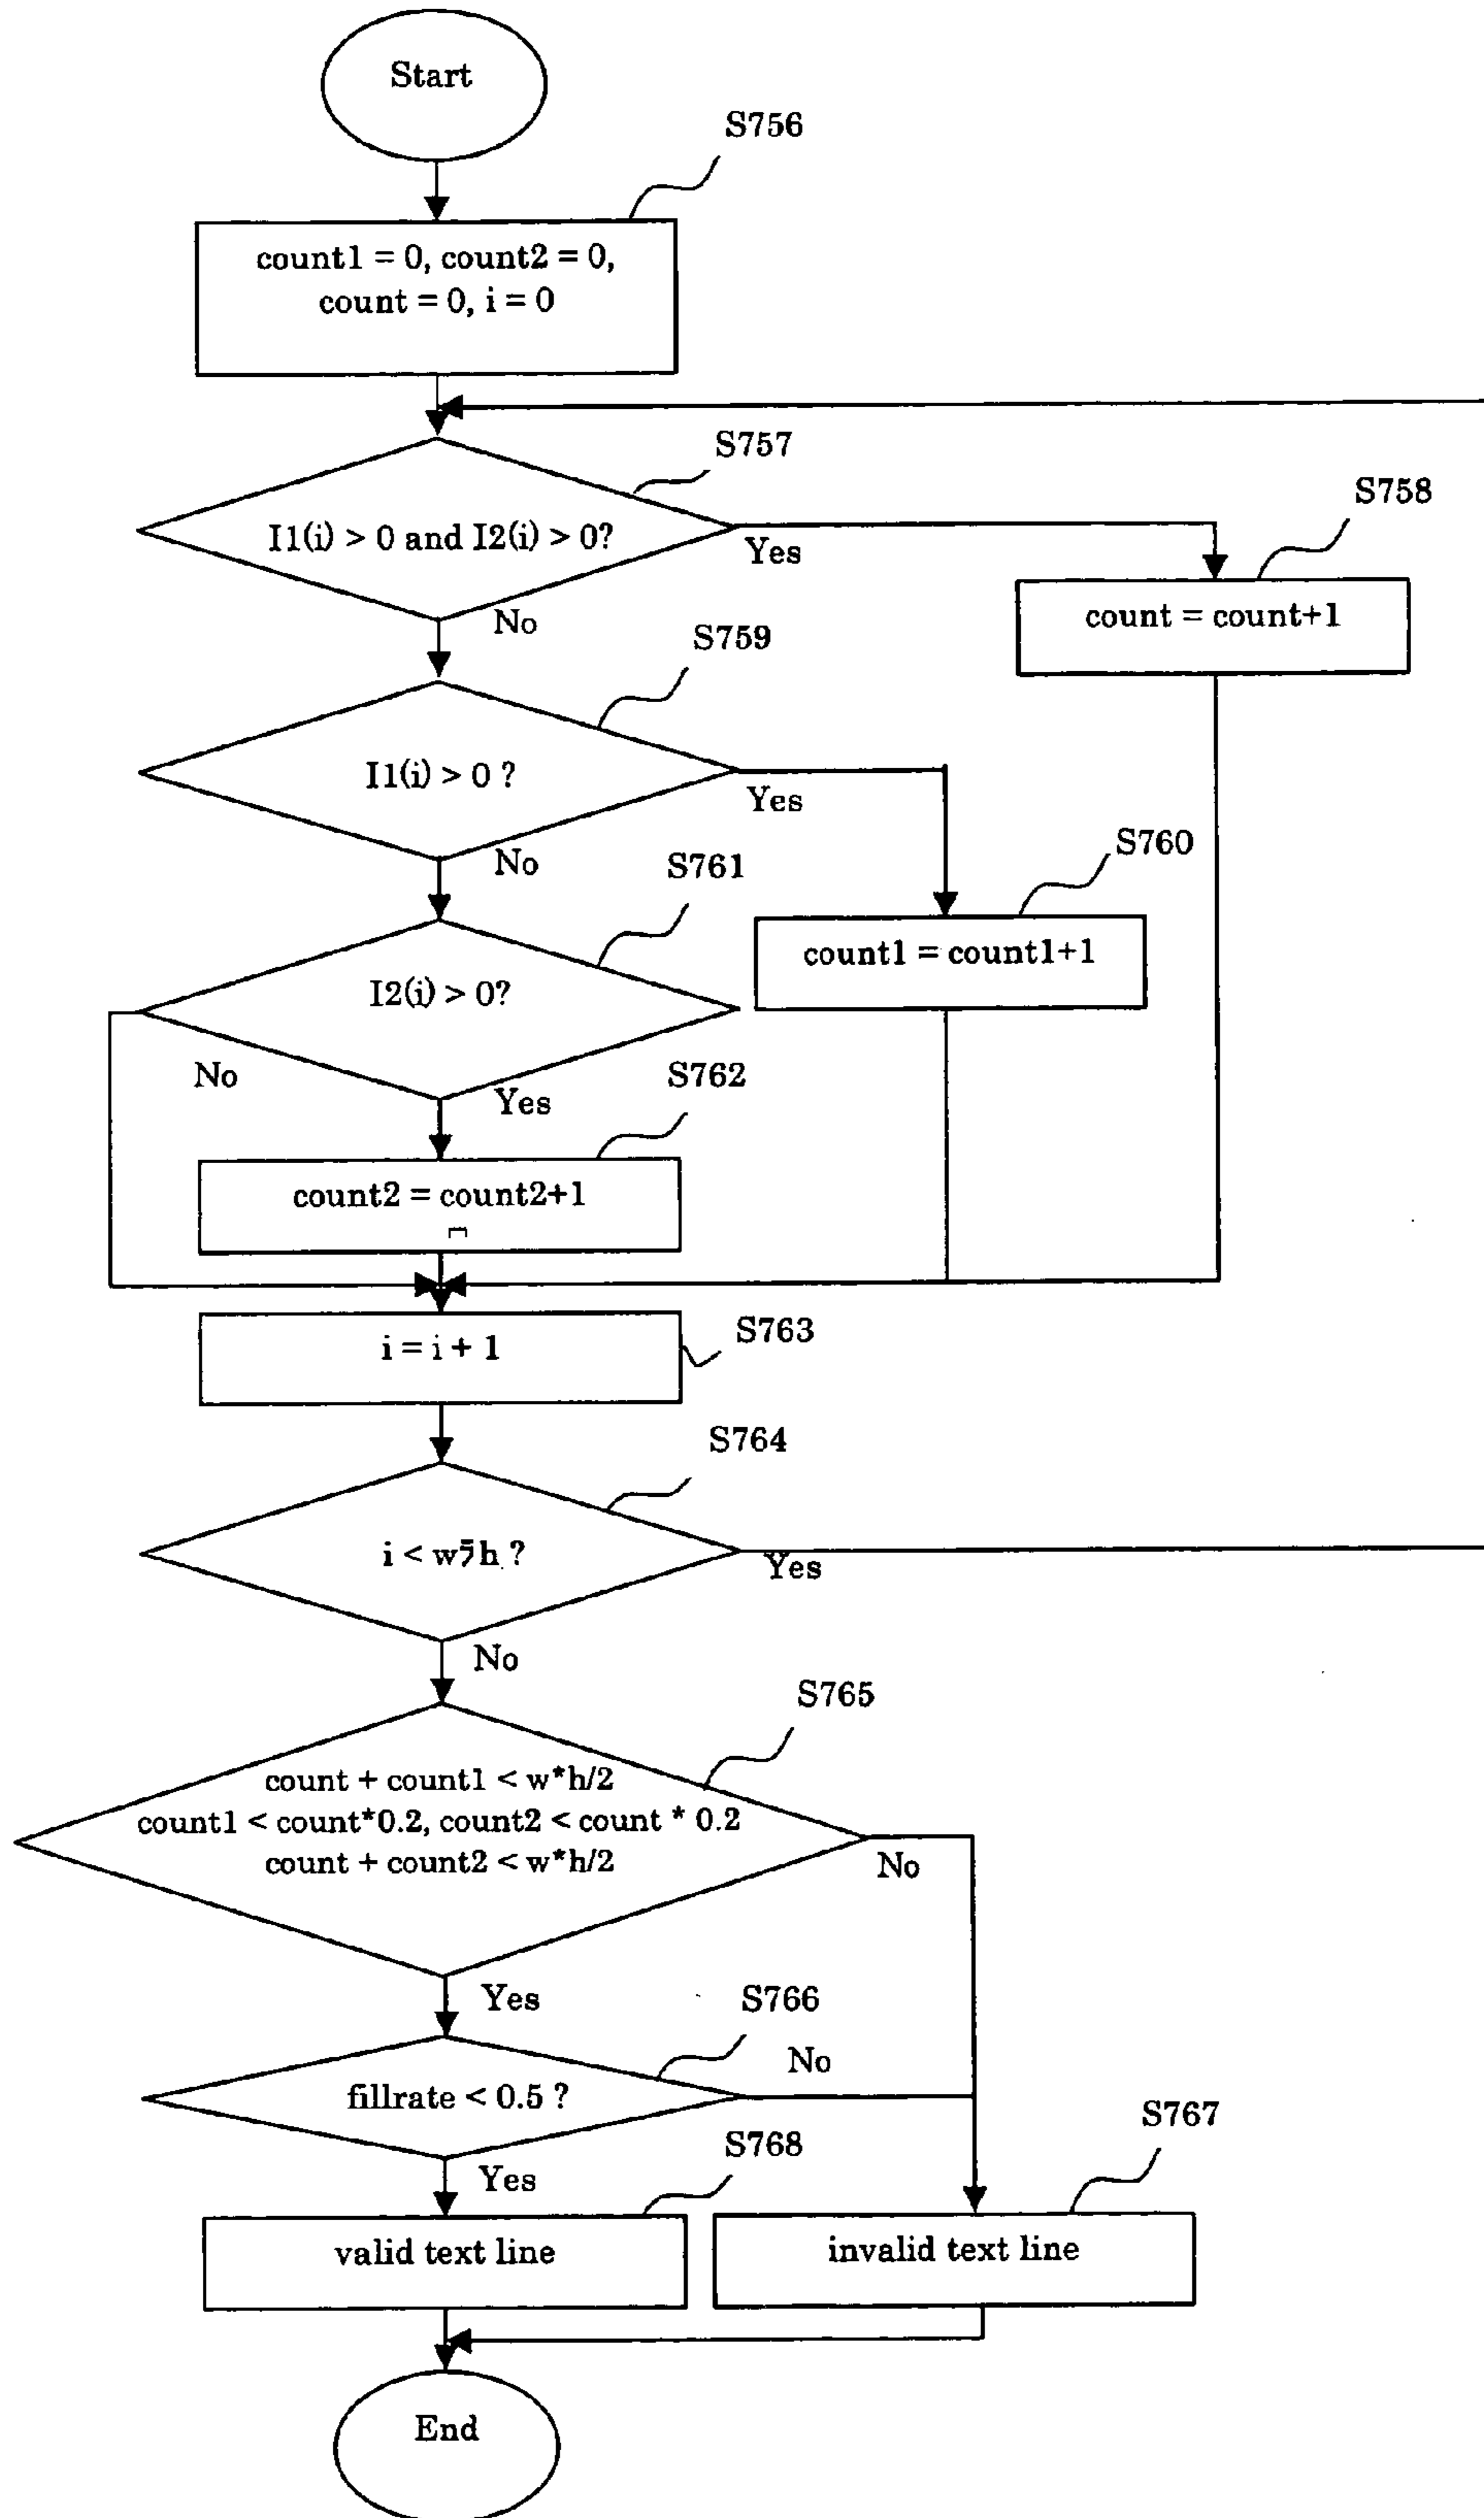 Start
S756
count1 = 0, count2 = 0,
count = 0, i = 0
S757
I1(i) > 0 and I2(i) > 0?
Yes
No
S758
count = count+1
S759
I1(i) > 0 ?
Yes
No
S760
count1 = count1+1
S761
I2(i) > 0?
No
Yes
S762
count2 = count2+1
S763
i = i + 1
S764
i < w h ?
Yes
No
S765
count + count1 < w*h/2
count1 < count*0.2, count2 < count * 0.2
count + count2 < w*h/2
No
Yes
S766
fillrate < 0.5 ?
No
Yes
S767
invalid text line
S768
valid text line
End